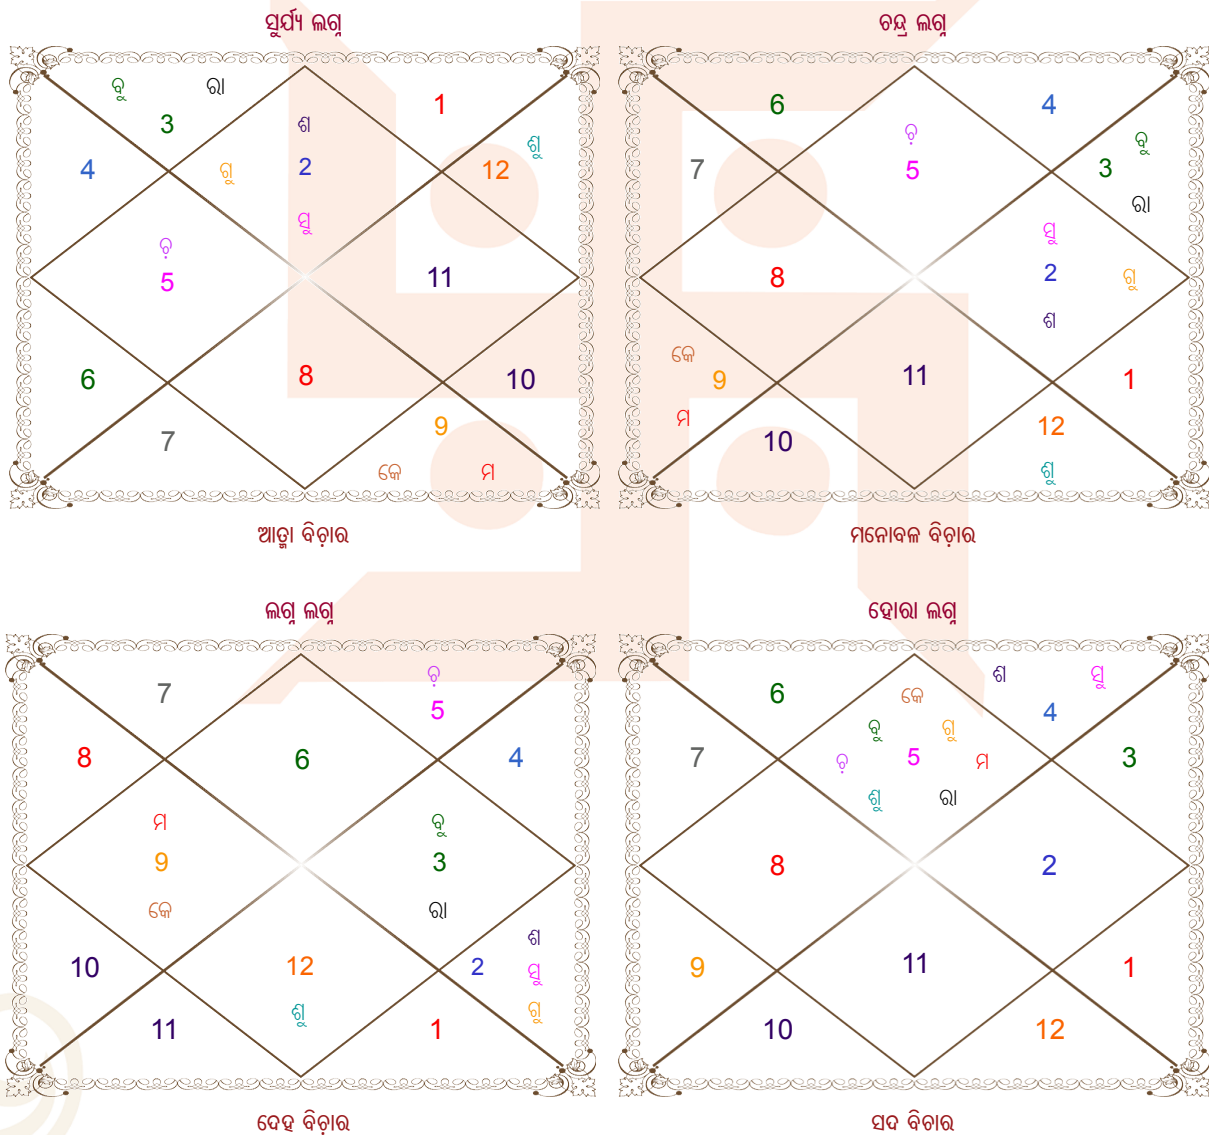 ସୂର୍ଯ୍ୟ ଲଗ୍ନ
ବୁ ରା
3
4
ଗୁ
ଶ
2
ସୁ
1
ଶୁ
12
ଚ଼
5
11
6
7
8
10
9
କେ ମ
ଆତ୍ମା ବିଚ଼ାର
ଚନ୍ଦ୍ର ଲଗ୍ନ
6
7
ଚ଼
5
4
ବୁ
3
ରା
8
ସୁ
2 ଗୁ
ଶ
କେ
9
ମ
10
11
1
12
ଶୁ
ମନୋବଳ ବିଚ଼ାର
ଲଗ୍ନ ଲଗ୍ନ
7
8
6
ଚ଼
5
4
ମ
9
କେ
ବୁ
3
ରା
10
11
12
ଶୁ
ଶ
2 ସୁ
ଗୁ
1
ଦେହ ବିଚ଼ାର
ହୋରା ଲଗ୍ନ
6
7
କେ
ବୁ ଗୁ
ଚ଼ 5 ମ
ଶୁ ରା
ଶ ସୁ
4
3
8
2
9
10
11
1
12
ସଦ ବିଚାର